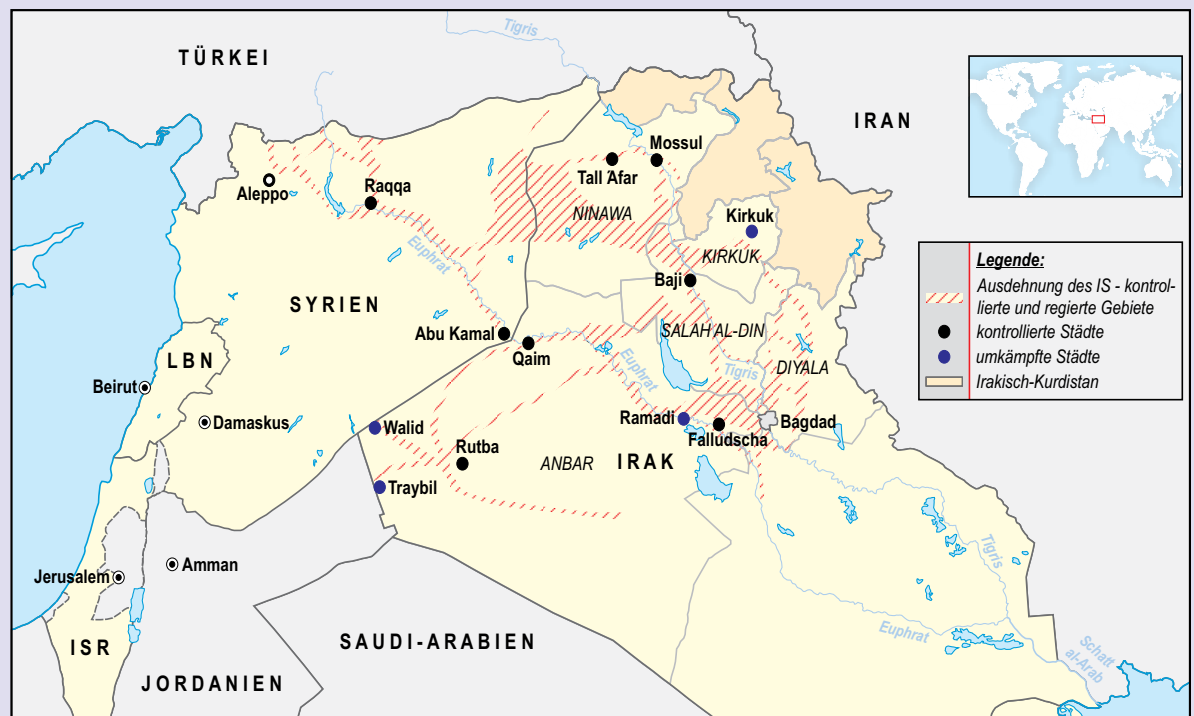 Tigris
TÜRKEI
IRAN
Mossul
Tall Afar
Aleppo
Raqqa
NINAWA
Kirkuk
Euphrat
KIRKUK
Baji
SYRIEN
SALAH AL-DIN
Abu Kamal
Qaim
LBN
Euphrat
Tigris
DIYALA
Beirut
Damaskus
Walid
Ramadi
Falludscha
Bagdad
Rutba
ANBAR
IRAK
Traybil
Amman
Jerusalem
Tigris
Euphrat
SAUDI-ARABIEN
ISR
JORDANIEN
Schatt
al-Arab
Legende:
Ausdehnung des IS - kontrol-
lierte und regierte Gebiete
kontrollierte Städte
umkämpfte Städte
Irakisch-Kurdistan